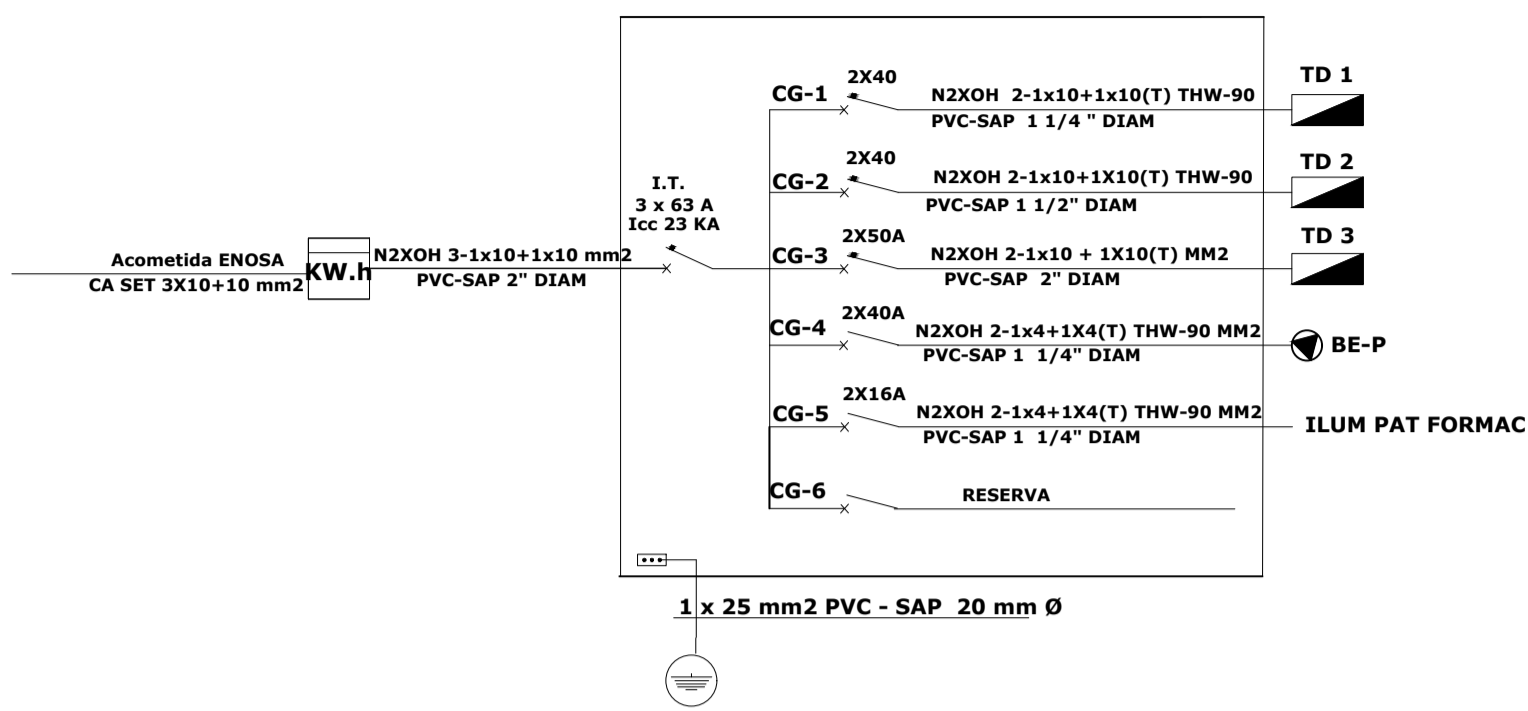 Acometida ENOSA
CA SET 3X10+10 mm2
KW.h
N2XOH 3-1x10+1x10 mm2
PVC-SAP 2" DIAM
I.T.
3 x 63 A
Icc 23 KA
CG-1
2X40
N2XOH 2-1x10+1x10(T) THW-90
PVC-SAP 1 1/4 " DIAM
TD 1
CG-2
2X40
N2XOH 2-1x10+1X10(T) THW-90
PVC-SAP 1 1/2" DIAM
TD 2
CG-3
2X50A
N2XOH 2-1x10 + 1X10(T) MM2
PVC-SAP 2" DIAM
TD 3
CG-4
2X40A
N2XOH 2-1x4+1X4(T) THW-90 MM2
PVC-SAP 1 1/4" DIAM
BE-P
CG-5
2X16A
N2XOH 2-1x4+1X4(T) THW-90 MM2
PVC-SAP 1 1/4" DIAM
ILUM PAT FORMAC
CG-6
RESERVA
1 x 25 mm2 PVC - SAP 20 mm Ø